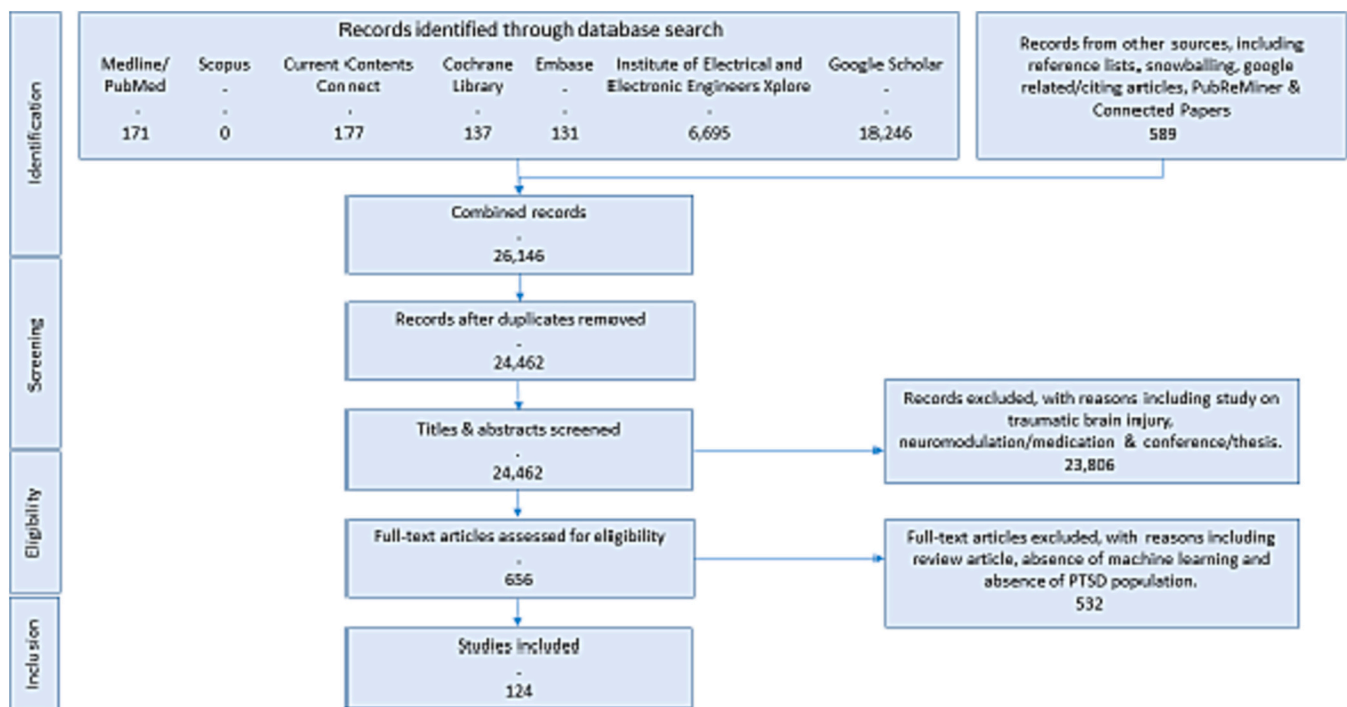 Identification
Records identified through database search
Medline/ PubMed
-
171
Scopus
-
-
0
Current Contents Connect
-
177
Cochrane Library
-
137
Embase
-
-
131
Institute of Electrical and Electronic Engineers Xplore
-
6,695
Google Scholar
-
-
18,246
Records from other sources, including
reference lists, snowballing, google
related/citing articles, PubReMiner &
Connected Papers
589
Combined records
-
26,146
Screening
Records after duplicates removed
-
24,462
Titles & abstracts screened
-
24,462
Records excluded, with reasons including study on
traumatic brain injury,
neuromodulation/medication & conference/thesis.
23,806
Eligibility
Full-text articles assessed for eligibility
-
656
Full-text articles excluded, with reasons including
review article, absence of machine learning and
absence of PTSD population.
532
Inclusion
Studies included
-
124